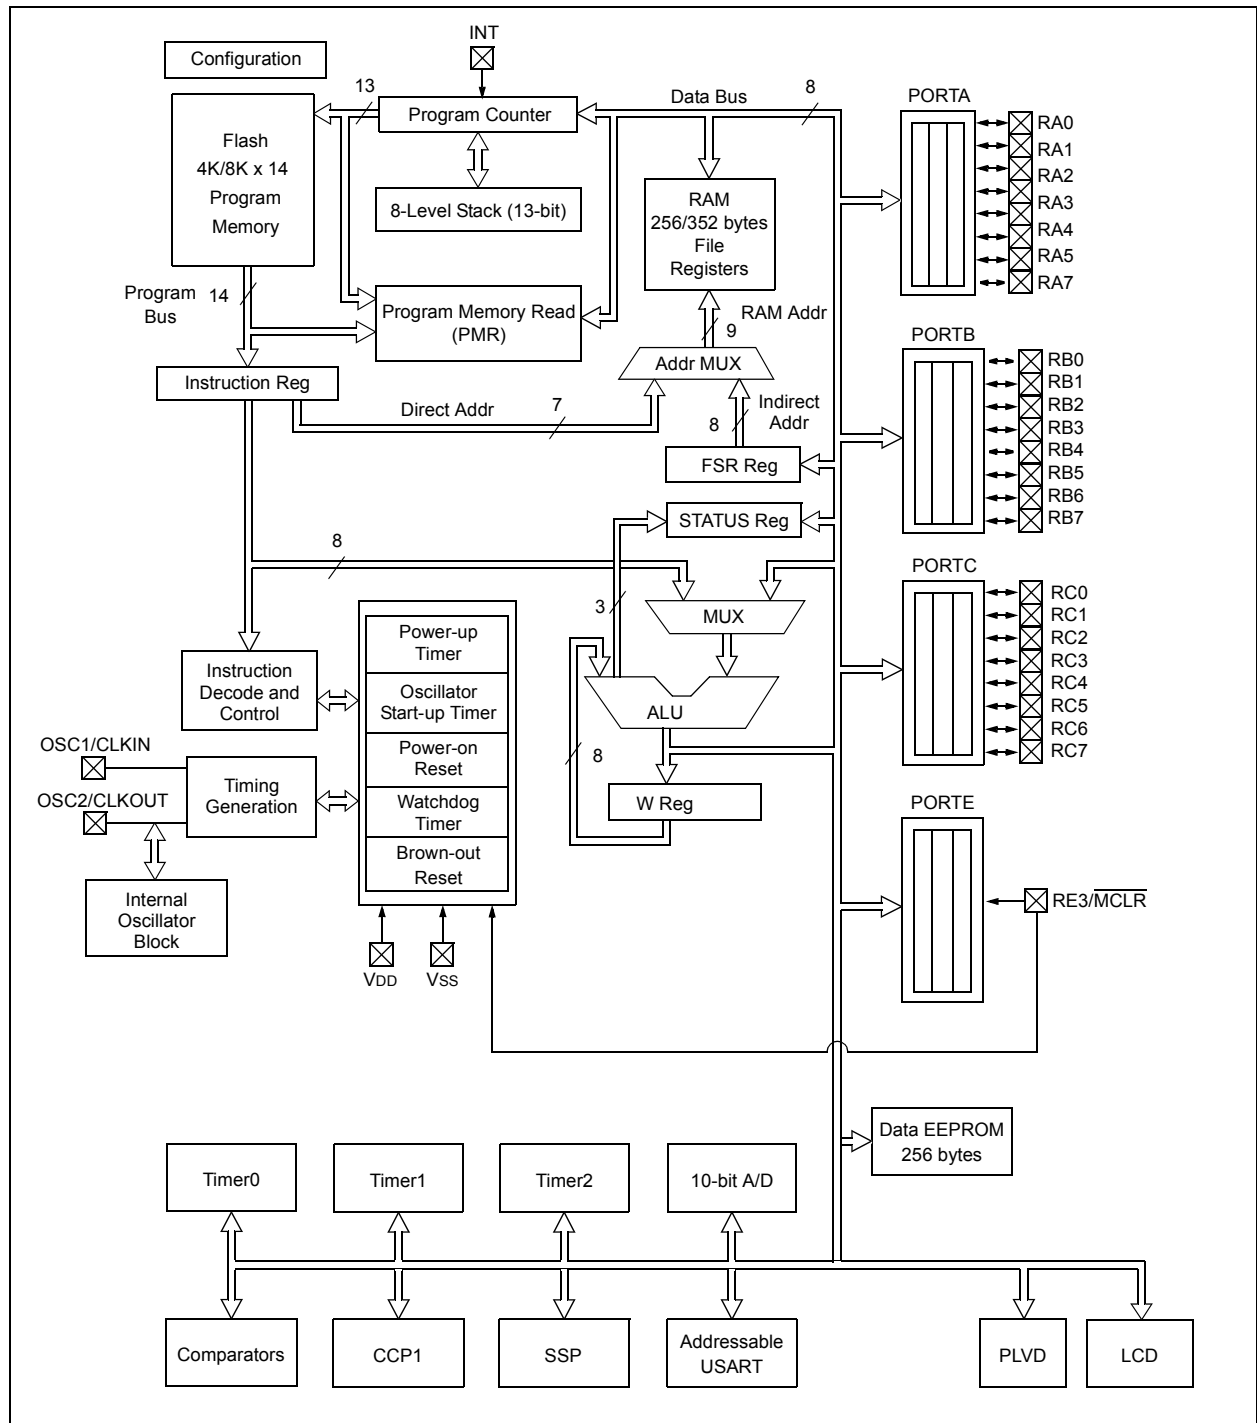 INT
Configuration
13
Program Counter
Data Bus
8
Flash
4K/8K x 14
Program
Memory
8-Level Stack (13-bit)
RAM
256/352 bytes
File
Registers
PORTA
RA0
RA1
RA2
RA3
RA4
RA5
RA7
Program
Bus
14
Program Memory Read
(PMR)
RAM Addr
9
Addr MUX
Instruction Reg
Direct Addr
7
Indirect
Addr
8
FSR Reg
STATUS Reg
PORTB
RB0
RB1
RB2
RB3
RB4
RB5
RB6
RB7
8
3
MUX
ALU
8
W Reg
PORTC
RC0
RC1
RC2
RC3
RC4
RC5
RC6
RC7
Instruction
Decode and
Control
Power-up
Timer
Oscillator
Start-up Timer
Power-on
Reset
Watchdog
Timer
Brown-out
Reset
OSC1/CLKIN
OSC2/CLKOUT
Timing
Generation
Internal
Oscillator
Block
VDD
VSS
PORTE
RE3/MCLR
Data EEPROM
256 bytes
Timer0
Timer1
Timer2
10-bit A/D
Comparators
CCP1
SSP
Addressable
USART
PLVD
LCD